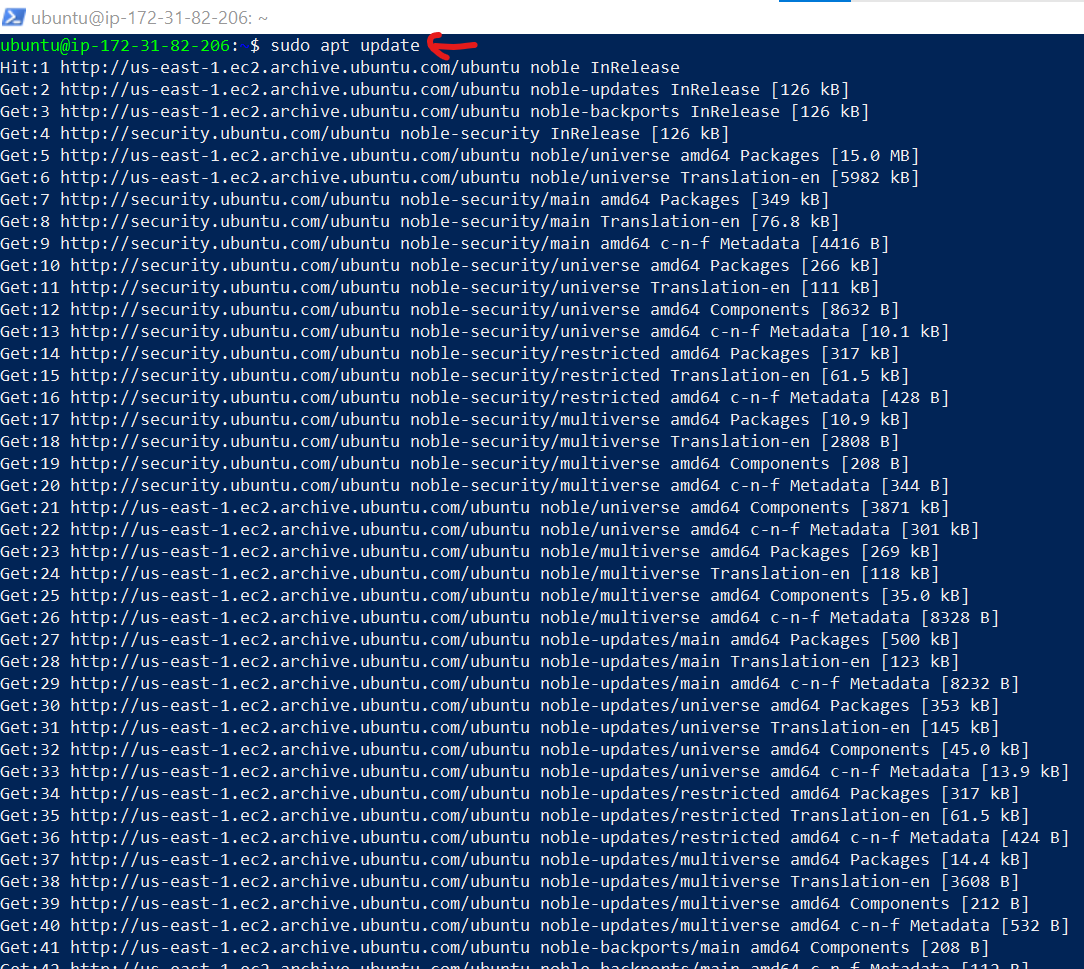 ubuntu@ip-172-31-82-206: ~
ubuntu@ip-172-31-82-206:~$ sudo apt update
Hit:1 http://us-east-1.ec2.archive.ubuntu.com/ubuntu noble InRelease
Get:2 http://us-east-1.ec2.archive.ubuntu.com/ubuntu noble-updates InRelease [126 kB]
Get:3 http://us-east-1.ec2.archive.ubuntu.com/ubuntu noble-backports InRelease [126 kB]
Get:4 http://security.ubuntu.com/ubuntu noble-security InRelease [126 kB]
Get:5 http://us-east-1.ec2.archive.ubuntu.com/ubuntu noble/universe amd64 Packages [15.0 MB]
Get:6 http://us-east-1.ec2.archive.ubuntu.com/ubuntu noble/universe Translation-en [5982 kB]
Get:7 http://security.ubuntu.com/ubuntu noble-security/main amd64 Packages [349 kB]
Get:8 http://security.ubuntu.com/ubuntu noble-security/main Translation-en [76.8 kB]
Get:9 http://security.ubuntu.com/ubuntu noble-security/main amd64 c-n-f Metadata [4416 B]
Get:10 http://security.ubuntu.com/ubuntu noble-security/universe amd64 Packages [266 kB]
Get:11 http://security.ubuntu.com/ubuntu noble-security/universe Translation-en [111 kB]
Get:12 http://security.ubuntu.com/ubuntu noble-security/universe amd64 Components [8632 B]
Get:13 http://security.ubuntu.com/ubuntu noble-security/universe amd64 c-n-f Metadata [10.1 kB]
Get:14 http://security.ubuntu.com/ubuntu noble-security/restricted amd64 Packages [317 kB]
Get:15 http://security.ubuntu.com/ubuntu noble-security/restricted Translation-en [61.5 kB]
Get:16 http://security.ubuntu.com/ubuntu noble-security/restricted amd64 c-n-f Metadata [428 B]
Get:17 http://security.ubuntu.com/ubuntu noble-security/multiverse amd64 Packages [10.9 kB]
Get:18 http://security.ubuntu.com/ubuntu noble-security/multiverse Translation-en [2808 B]
Get:19 http://security.ubuntu.com/ubuntu noble-security/multiverse amd64 Components [208 B]
Get:20 http://security.ubuntu.com/ubuntu noble-security/multiverse amd64 c-n-f Metadata [344 B]
Get:21 http://us-east-1.ec2.archive.ubuntu.com/ubuntu noble/universe amd64 Components [3871 kB]
Get:22 http://us-east-1.ec2.archive.ubuntu.com/ubuntu noble/universe amd64 c-n-f Metadata [301 kB]
Get:23 http://us-east-1.ec2.archive.ubuntu.com/ubuntu noble/multiverse amd64 Packages [269 kB]
Get:24 http://us-east-1.ec2.archive.ubuntu.com/ubuntu noble/multiverse Translation-en [118 kB]
Get:25 http://us-east-1.ec2.archive.ubuntu.com/ubuntu noble/multiverse amd64 Components [35.0 kB]
Get:26 http://us-east-1.ec2.archive.ubuntu.com/ubuntu noble/multiverse amd64 c-n-f Metadata [8328 B]
Get:27 http://us-east-1.ec2.archive.ubuntu.com/ubuntu noble-updates/main amd64 Packages [500 kB]
Get:28 http://us-east-1.ec2.archive.ubuntu.com/ubuntu noble-updates/main Translation-en [123 kB]
Get:29 http://us-east-1.ec2.archive.ubuntu.com/ubuntu noble-updates/main amd64 c-n-f Metadata [8232 B]
Get:30 http://us-east-1.ec2.archive.ubuntu.com/ubuntu noble-updates/universe amd64 Packages [353 kB]
Get:31 http://us-east-1.ec2.archive.ubuntu.com/ubuntu noble-updates/universe Translation-en [145 kB]
Get:32 http://us-east-1.ec2.archive.ubuntu.com/ubuntu noble-updates/universe amd64 Components [45.0 kB]
Get:33 http://us-east-1.ec2.archive.ubuntu.com/ubuntu noble-updates/universe amd64 c-n-f Metadata [13.9 kB]
Get:34 http://us-east-1.ec2.archive.ubuntu.com/ubuntu noble-updates/restricted amd64 Packages [317 kB]
Get:35 http://us-east-1.ec2.archive.ubuntu.com/ubuntu noble-updates/restricted Translation-en [61.5 kB]
Get:36 http://us-east-1.ec2.archive.ubuntu.com/ubuntu noble-updates/restricted amd64 c-n-f Metadata [424 B]
Get:37 http://us-east-1.ec2.archive.ubuntu.com/ubuntu noble-updates/multiverse amd64 Packages [14.4 kB]
Get:38 http://us-east-1.ec2.archive.ubuntu.com/ubuntu noble-updates/multiverse Translation-en [3608 B]
Get:39 http://us-east-1.ec2.archive.ubuntu.com/ubuntu noble-updates/multiverse amd64 Components [212 B]
Get:40 http://us-east-1.ec2.archive.ubuntu.com/ubuntu noble-updates/multiverse amd64 c-n-f Metadata [532 B]
Get:41 http://us-east-1.ec2.archive.ubuntu.com/ubuntu noble-backports/main amd64 Components [208 B]